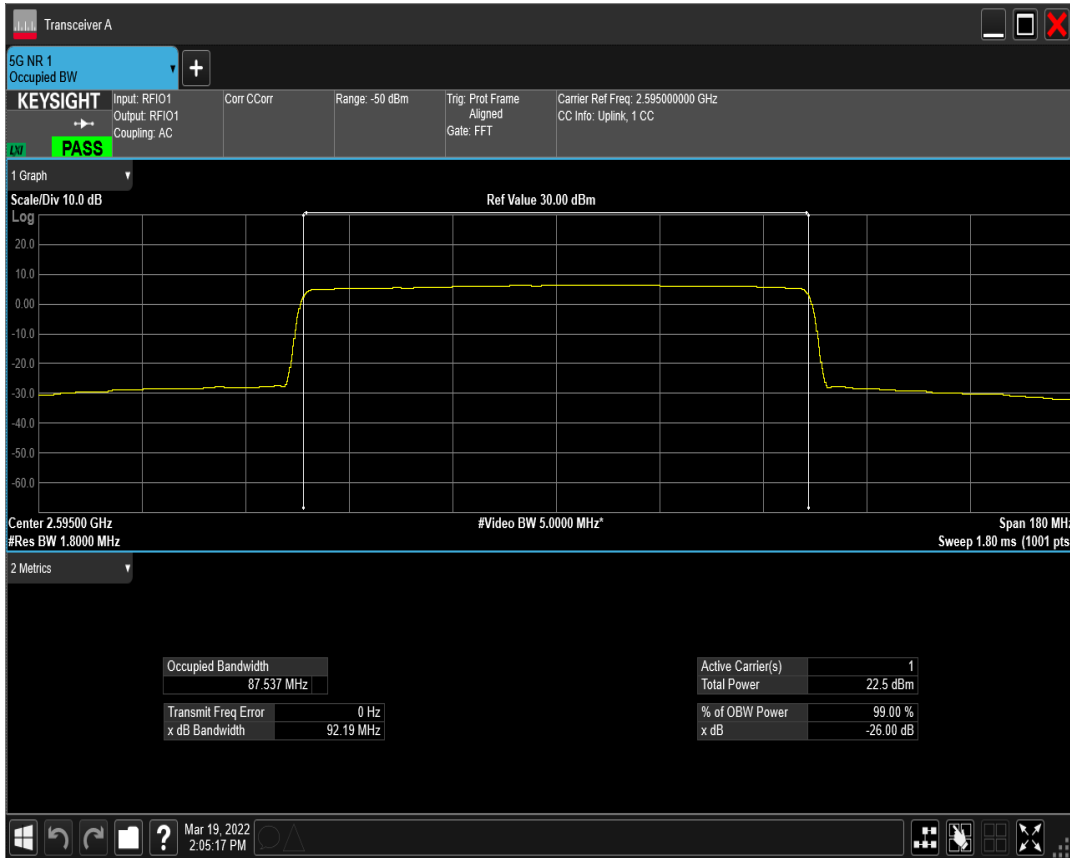 Transceiver A
5G NR 1
Occupied BW
+
KEYSIGHT
LXI
PASS
Input: RFIO1
Output: RFIO1
Coupling: AC
Corr CCorr
Range: -50 dBm
Trig: Prot Frame
Aligned
Gate: FFT
Carrier Ref Freq: 2.595000000 GHz
CC Info: Uplink, 1 CC
1 Graph
Scale/Div 10.0 dB
Ref Value 30.00 dBm
Log
20.0
10.0
0.00
-10.0
-20.0
-30.0
-40.0
-50.0
-60.0
Center 2.59500 GHz
#Video BW 5.0000 MHz*
Span 180 MHz
#Res BW 1.8000 MHz
Sweep 1.80 ms (1001 pts
2 Metrics
Occupied Bandwidth
87.537 MHz
Transmit Freq Error 0 Hz
x dB Bandwidth 92.19 MHz
Active Carrier(s) 1
Total Power 22.5 dBm
% of OBW Power 99.00 %
x dB -26.00 dB
?
Mar 19, 2022
2:05:17 PM